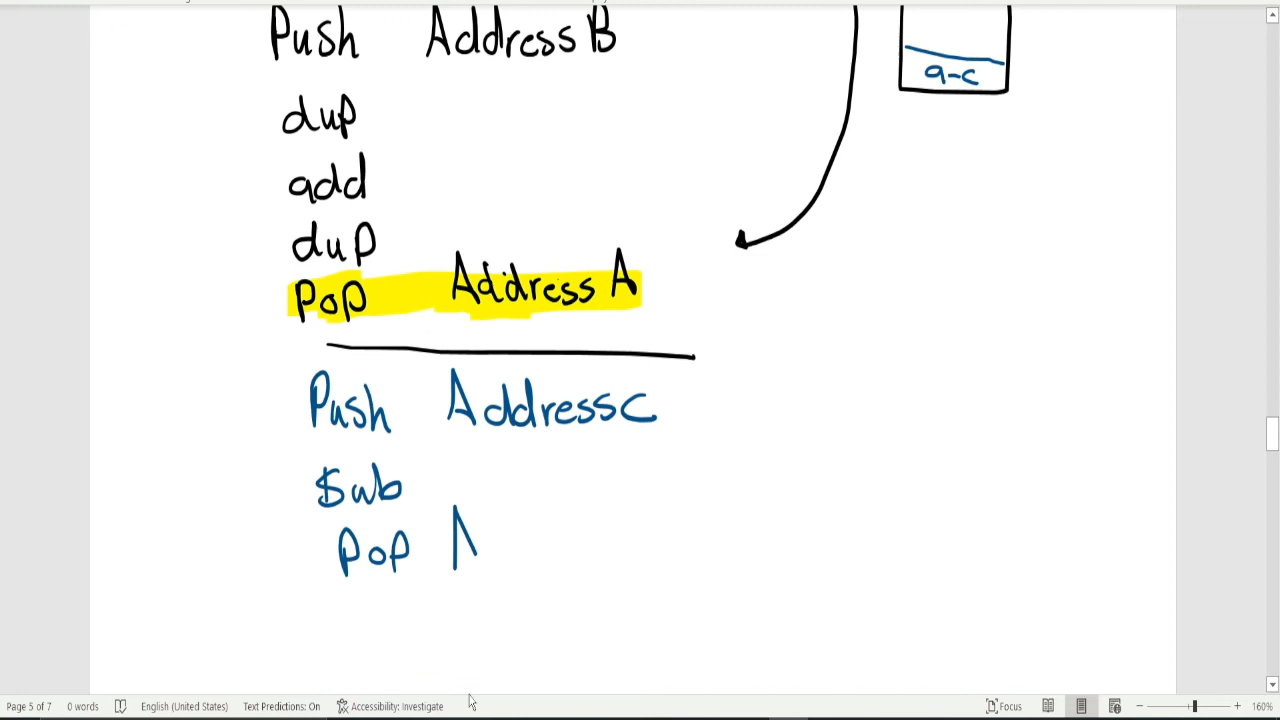 Push Address B
a-c
dup
add
dup
Pop Address A
Push Address C
Sub
Pop A
Page 5 of 7 0 words English (United States) Text Predictions: On Accessibility: Investigate Focus 160%